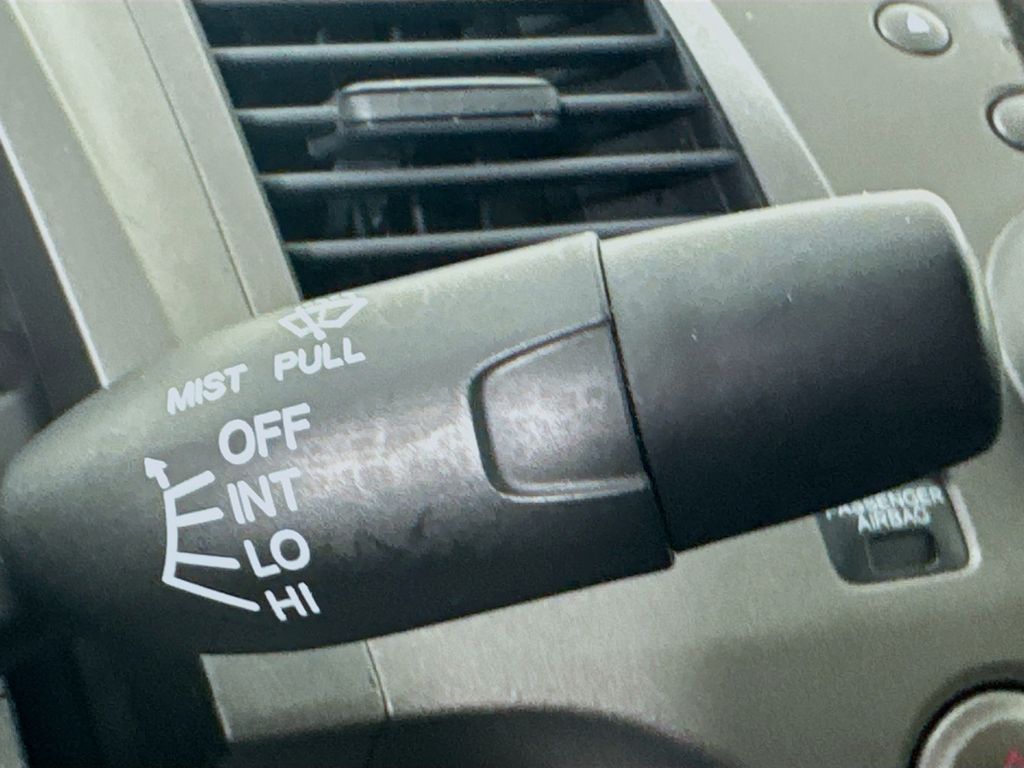 MIST PULL
OFF
INT
LO
HI
PASSENGER
AIRBAG